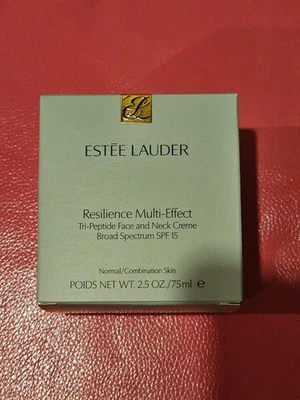 EL
ESTĒE LAUDER
Resilience Multi-Effect
Tri-Peptide Face and Neck Creme
Broad Spectrum SPF 15
Normal/Combination Skin
POIDS NET WT. 2.5 OZ./75ml ℮